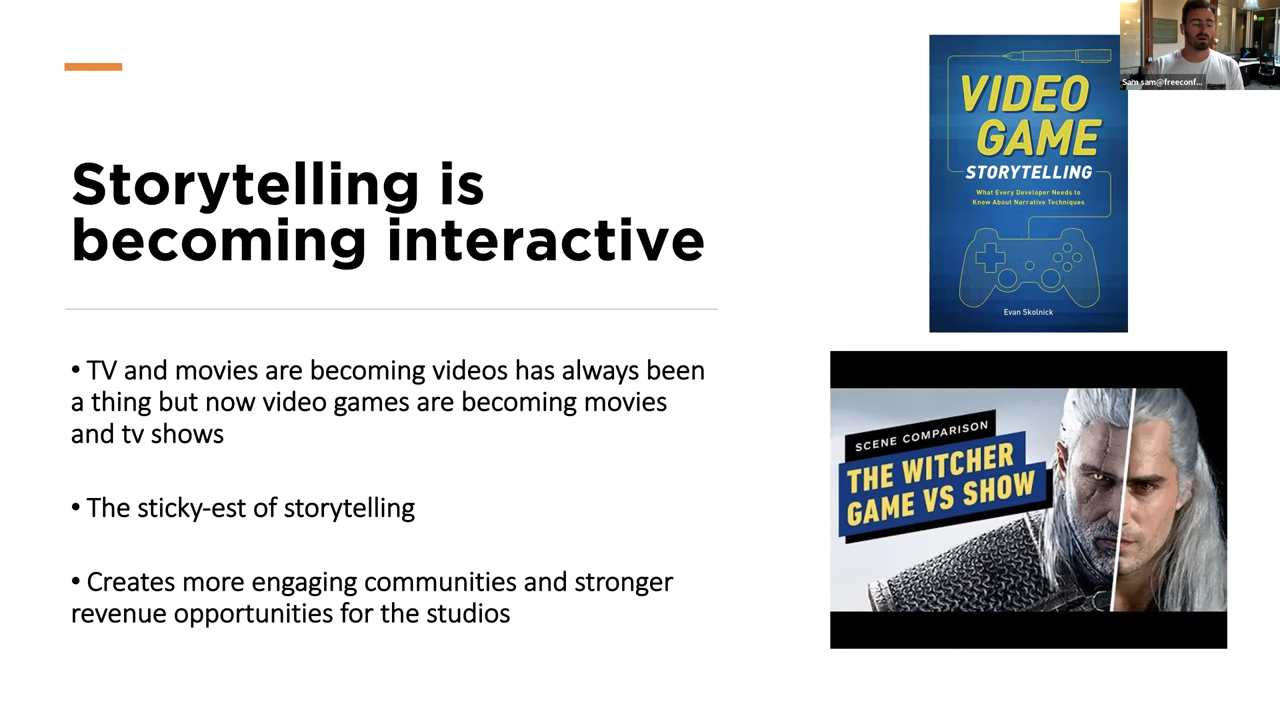 Storytelling is
becoming interactive
• TV and movies are becoming videos has always been
a thing but now video games are becoming movies
and tv shows
• The sticky-est of storytelling
• Creates more engaging communities and stronger
revenue opportunities for the studios
VIDEO
GAME
STORYTELLING
What Every Developer Needs to
Know About Narrative Techniques
Evan Skolnick
Sam sam@freeconf...
SCENE COMPARISON
THE WITCHER
GAME VS SHOW